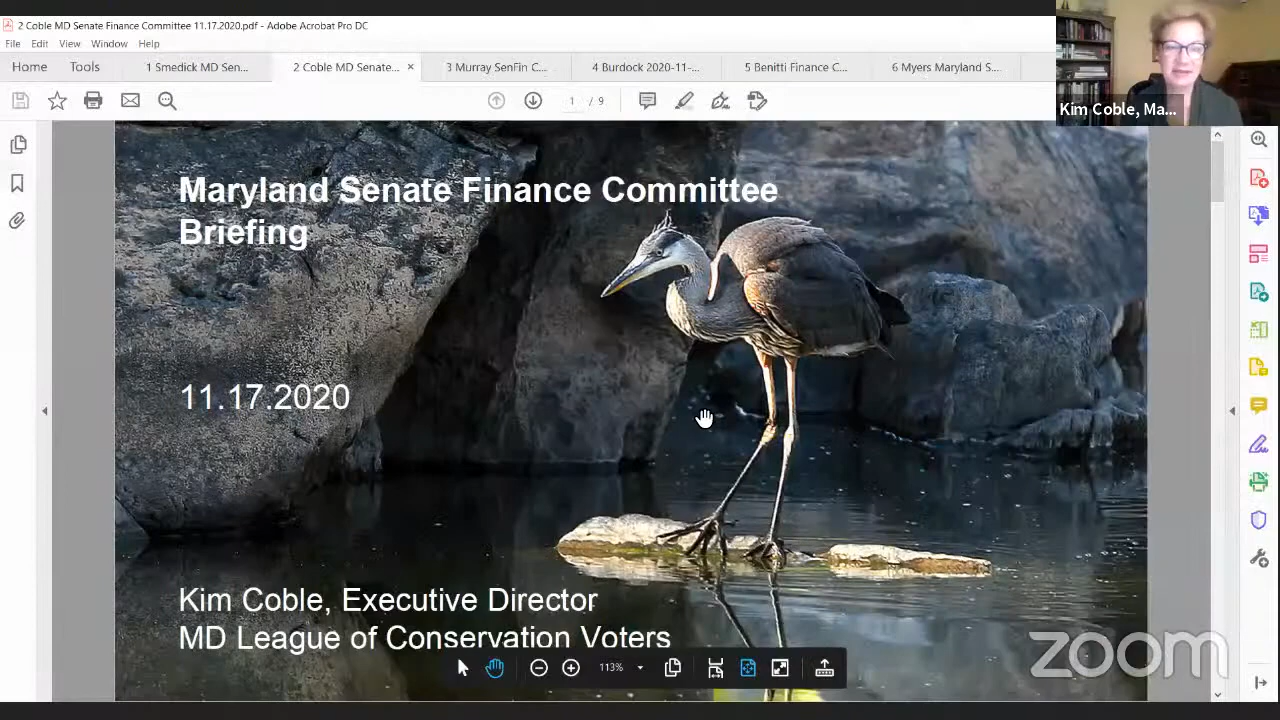 2 Coble MD Senate Finance Committee 11.17.2020.pdf - Adobe Acrobat Pro DC
File Edit View Window Help
Home Tools 1 Smedick MD Sen... 2 Coble MD Senate 3 Murray SenFin C... 4 Burdock 2020-11-... 5 Benitti Finance C... 6 Myers Maryland S...
1 / 9
Kim Coble, Ma...
Maryland Senate Finance Committee
Briefing
11.17.2020
Kim Coble, Executive Director
MD League of Conservation Voters
113%
zoom